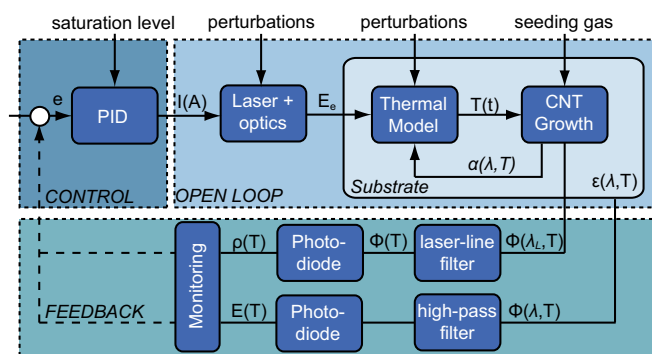 saturation level
perturbations
perturbations
seeding gas
e
PID
I(A)
Laser +
optics
Eₑ
Thermal
Model
T(t)
CNT
Growth
α(λ,T)
Substrate
ε(λ,T)
CONTROL
OPEN LOOP
Monitoring
ρ(T)
Photo-
diode
Φ(T)
laser-line
filter
Φ(λL,T)
FEEDBACK
E(T)
Photo-
diode
high-pass
filter
Φ(λ,T)